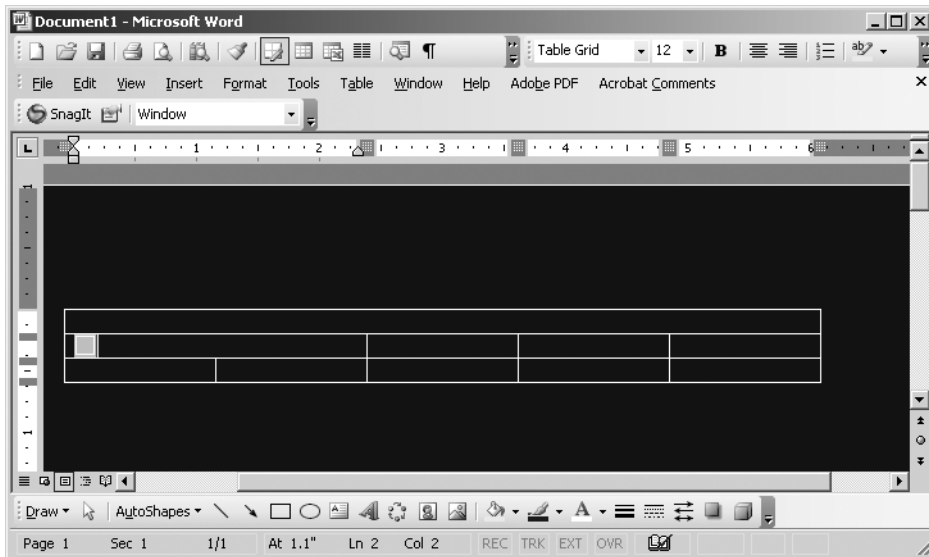 Document1 - Microsoft Word
Table Grid 12 B
File Edit View Insert Format Tools Table Window Help Adobe PDF Acrobat Comments
SnagIt Window
1 2 3 4 5 6
1
1
Draw AutoShapes A
Page 1 Sec 1 1/1 At 1.1" Ln 2 Col 2 REC TRK EXT OVR